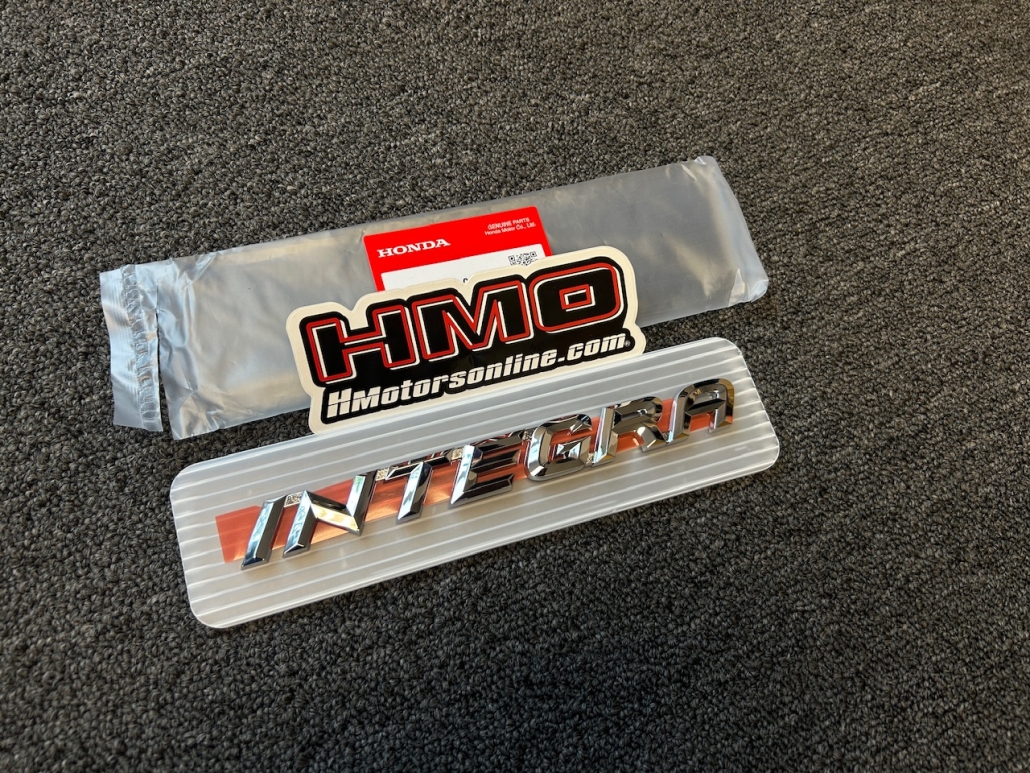 HONDA
GENUINE PARTS
Honda Motor Co., Ltd.
HMO
HMotorsonline.com
INTEGRA